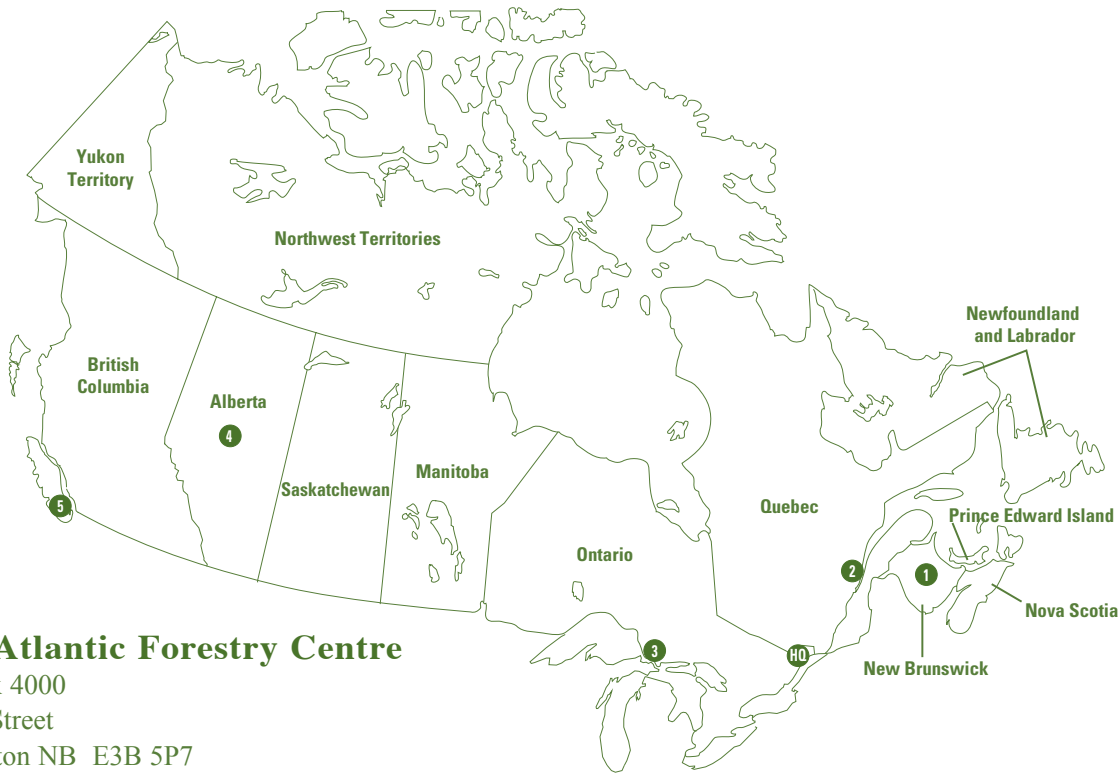 Yukon
Territory
Northwest Territories
Newfoundland
and Labrador
British
Columbia
Alberta
4
Manitoba
Saskatchewan
5
Quebec
Prince Edward Island
Ontario
2
1
Nova Scotia
3
HQ
New Brunswick
Atlantic Forestry Centre
4000
Street
ton NB E3B 5P7